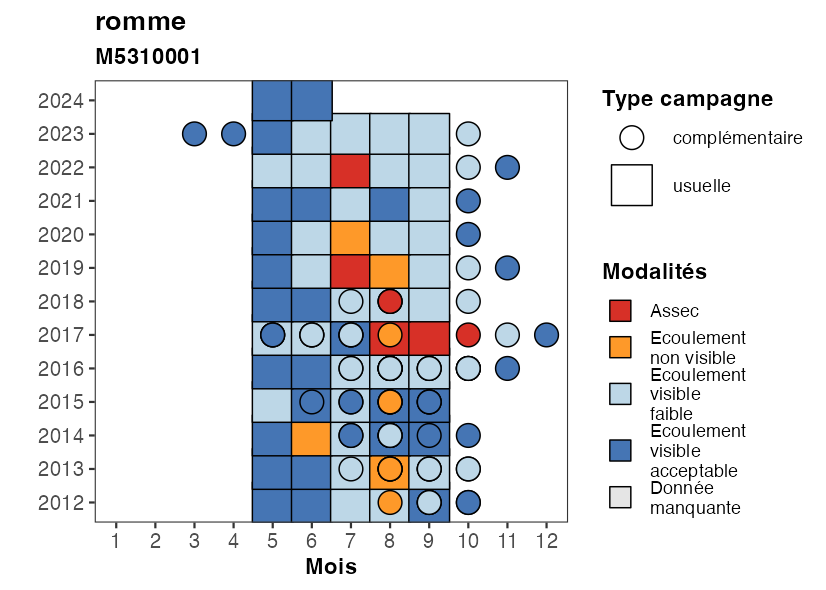 romme
M5310001
2024
2023
2022
2021
2020
2019
2018
2017
2016
2015
2014
2013
2012
1 2 3 4 5 6 7 8 9 10 11 12
Mois
Type campagne
complémentaire
usuelle
Modalités
Assec
Ecoulement
non visible
Ecoulement
visible
faible
Ecoulement
visible
acceptable
Donnée
manquante